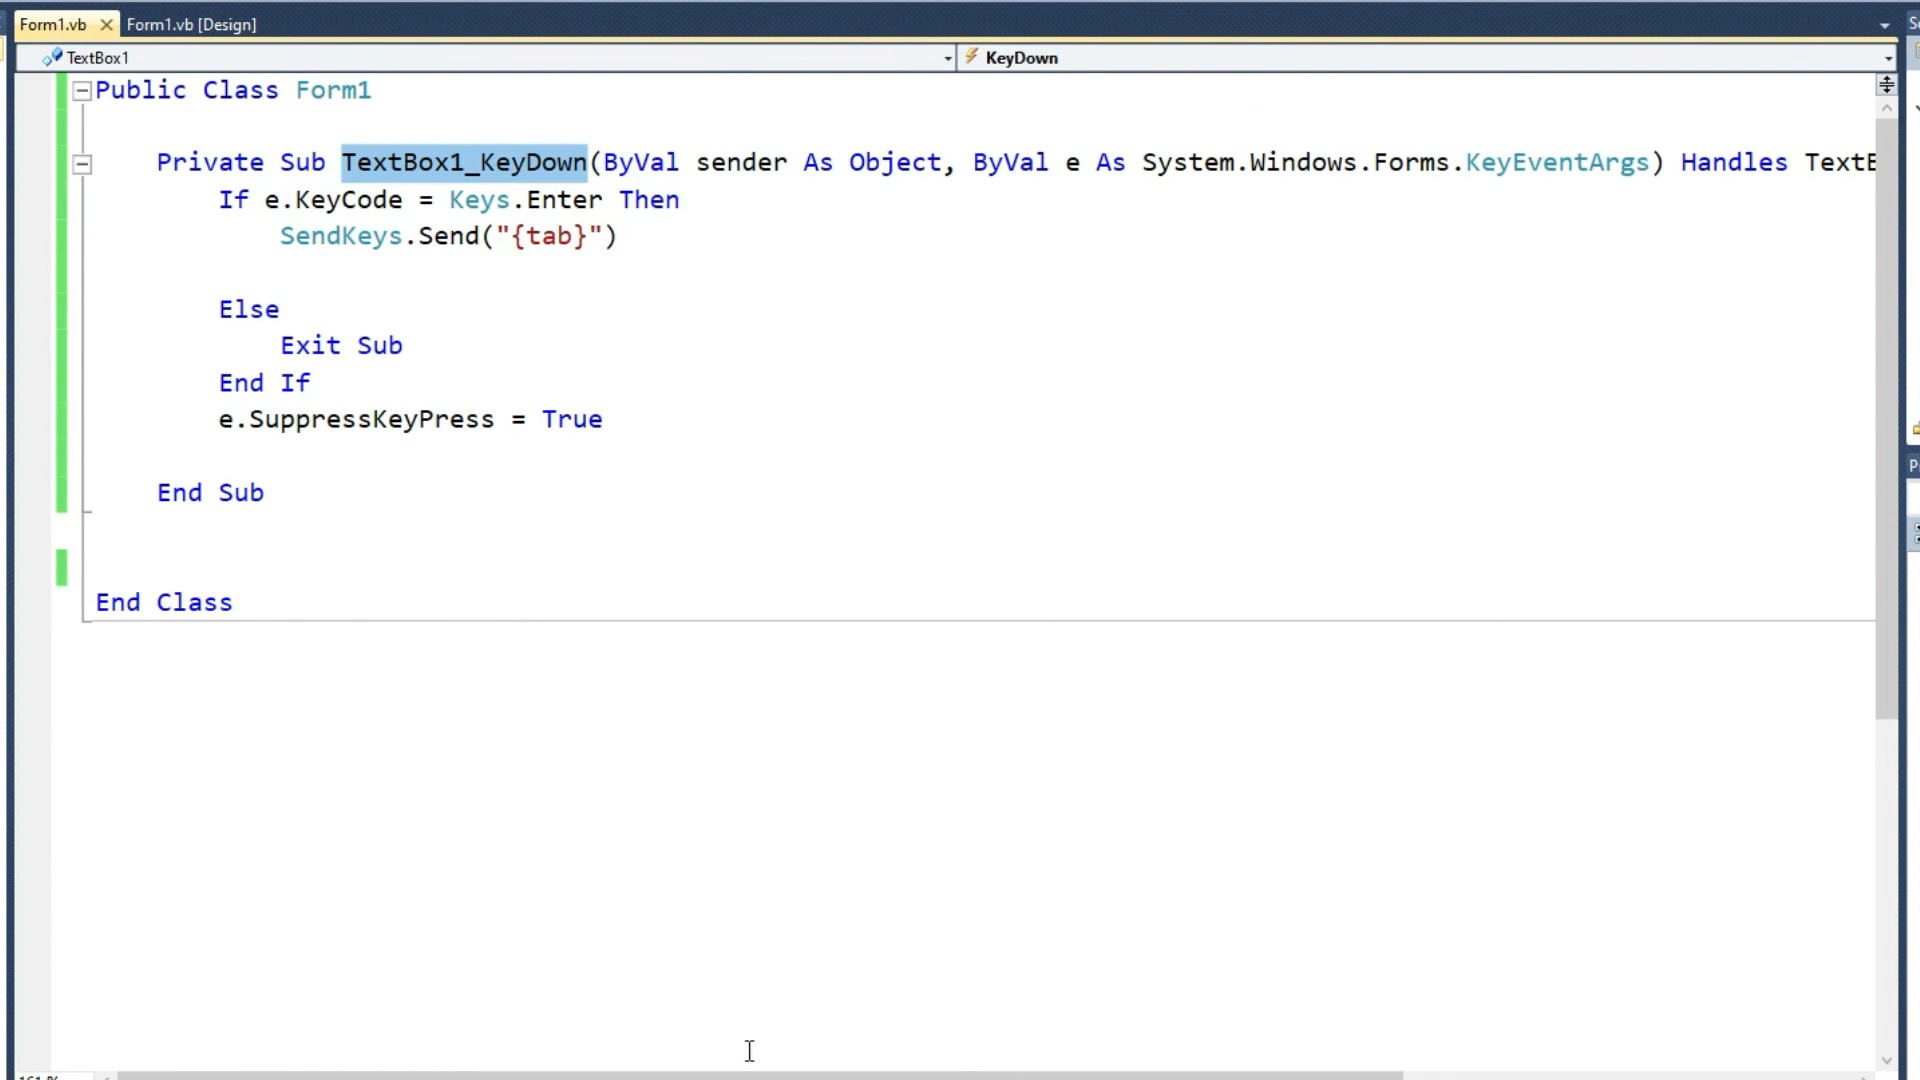 Form1.vb Form1.vb [Design]
TextBox1 KeyDown
Public Class Form1
Private Sub TextBox1_KeyDown(ByVal sender As Object, ByVal e As System.Windows.Forms.KeyEventArgs) Handles TextB
If e.KeyCode = Keys.Enter Then
SendKeys.Send("{tab}")
Else
Exit Sub
End If
e.SuppressKeyPress = True
End Sub
End Class